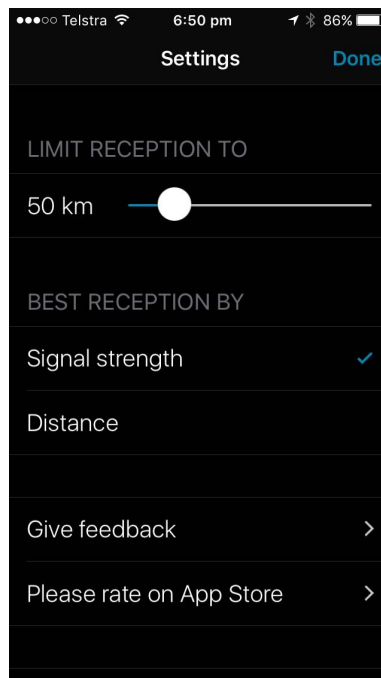 Telstra 6:50 pm 86%
Settings Done
LIMIT RECEPTION TO
50 km
BEST RECEPTION BY
Signal strength
Distance
Give feedback
Please rate on App Store